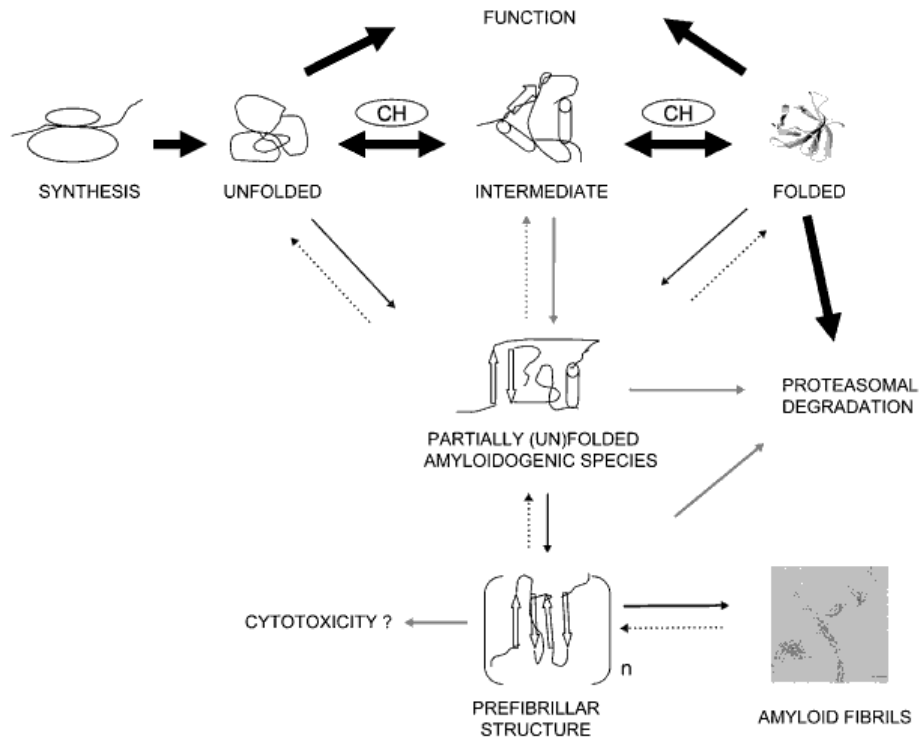 FUNCTION
CH
CH
SYNTHESIS
UNFOLDED
INTERMEDIATE
FOLDED
PROTEASOMAL
DEGRADATION
PARTIALLY (UN)FOLDED
AMYLOIDOGENIC SPECIES
CYTOTOXICITY ?
n
PREFIBRILLAR
STRUCTURE
AMYLOID FIBRILS